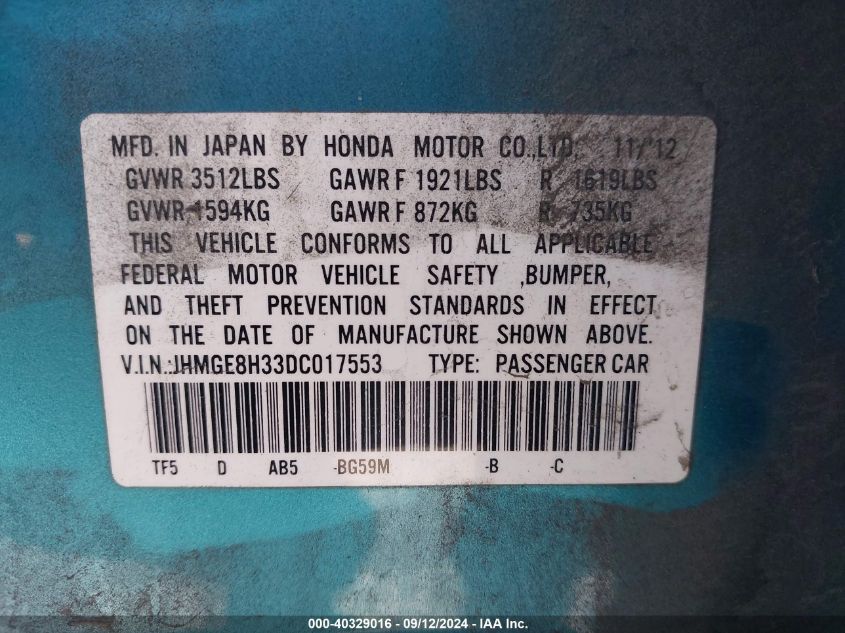 MFD. IN JAPAN BY HONDA MOTOR CO.,LTD. 11/'12
GVWR 3512LBS GAWR F 1921LBS R 1619LBS
GVWR 1594KG GAWR F 872KG R 735KG
THIS VEHICLE CONFORMS TO ALL APPLICABLE
FEDERAL MOTOR VEHICLE SAFETY ,BUMPER,
AND THEFT PREVENTION STANDARDS IN EFFECT
ON THE DATE OF MANUFACTURE SHOWN ABOVE.
V.I.N.:JHMGE8H33DC017553 TYPE: PASSENGER CAR
TF5 D AB5 -BG59M -B -C
000-40329016 - 09/12/2024 - IAA Inc.